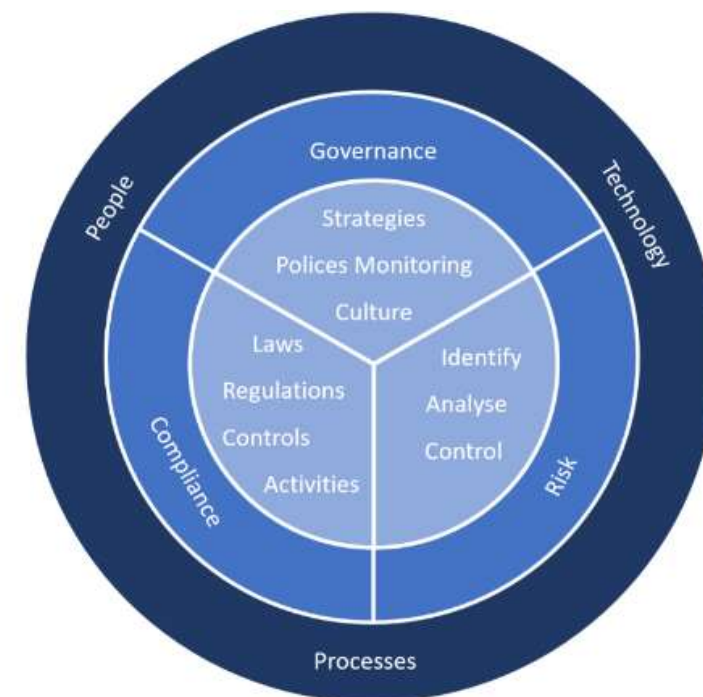 Governance
People
Technology
Strategies
Polices Monitoring
Culture
Laws
Regulations
Controls
Activities
Identify
Analyse
Control
Compliance
Risk
Processes